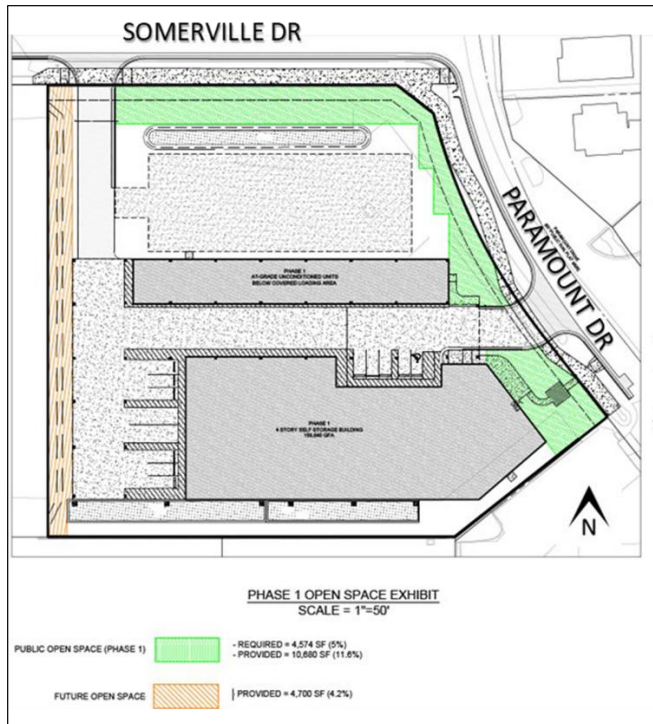 SOMERVILLE DR
PARAMOUNT DR
PHASE 1
AT-GRADE UNCONDITIONED UNITS
BELOW COVERED LOADING AREA
PHASE 1
4 STORY SELF STORAGE BUILDING
GFA
N
PHASE 1 OPEN SPACE EXHIBIT
SCALE = 1"=50'
PUBLIC OPEN SPACE (PHASE 1)
- REQUIRED = 4,574 SF (5%)
- PROVIDED = 10,680 SF (11.6%)
FUTURE OPEN SPACE
PROVIDED = 4,700 SF (4.2%)